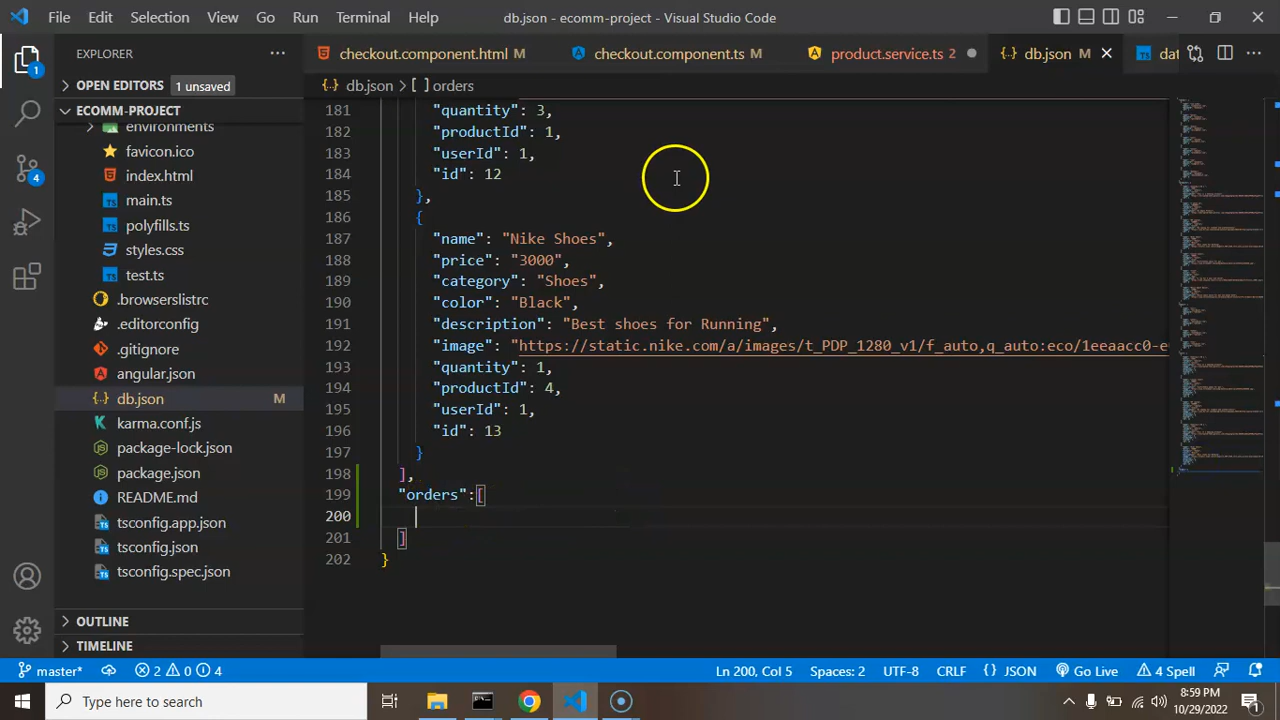 File Edit Selection View Go Run Terminal Help db.json - ecomm-project - Visual Studio Code
EXPLORER
checkout.component.html M
checkout.component.ts M
product.service.ts 2
db.json M
OPEN EDITORS 1 unsaved
db.json > [ ] orders
ECOMM-PROJECT
environments
favicon.ico
index.html
main.ts
polyfills.ts
styles.css
test.ts
.browserslistrc
.editorconfig
.gitignore
angular.json
db.json M
karma.conf.js
package-lock.json
package.json
README.md
tsconfig.app.json
tsconfig.json
tsconfig.spec.json
OUTLINE
TIMELINE
1
4
181 "quantity": 3,
182 "productId": 1,
183 "userId": 1,
184 "id": 12
185 },
186 {
187 "name": "Nike Shoes",
188 "price": "3000",
189 "category": "Shoes",
190 "color": "Black",
191 "description": "Best shoes for Running",
192 "image": "https://static.nike.com/a/images/t_PDP_1280_v1/f_auto,q_auto:eco/1eeaacc0-e
193 "quantity": 1,
194 "productId": 4,
195 "userId": 1,
196 "id": 13
197 }
198 ],
199 "orders":[
200
201 ]
202 }
master* 2 0 4 Ln 200, Col 5 Spaces: 2 UTF-8 CRLF {} JSON Go Live 4 Spell
Type here to search
8:59 PM
10/29/2022
1